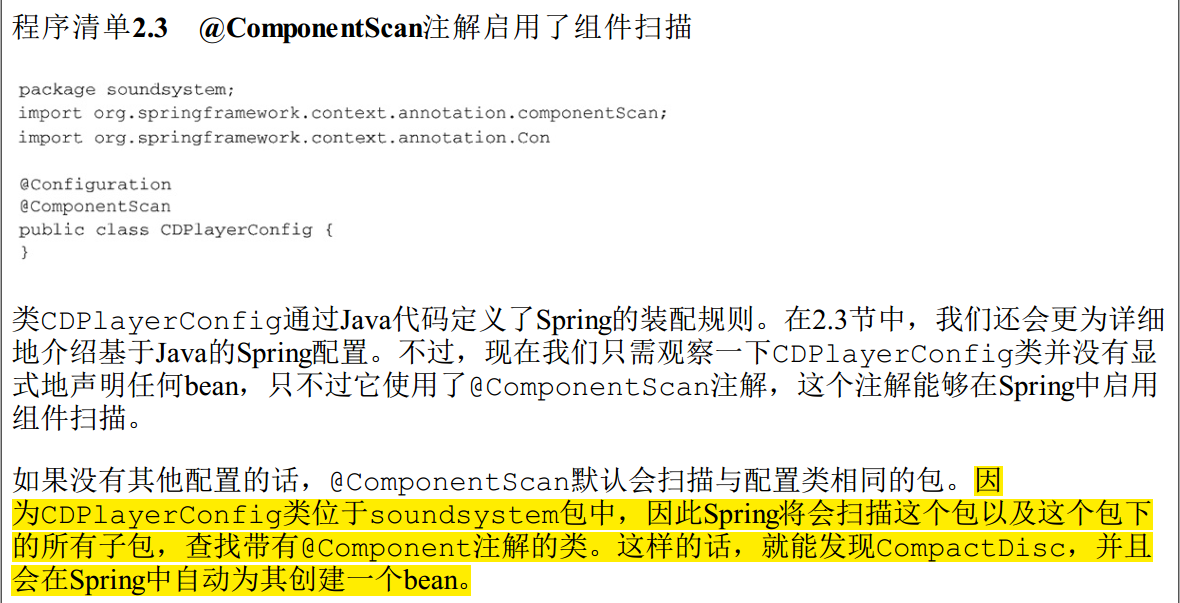 程序清单2.3 @ComponentScan注解启用了组件扫描
package soundsystem;
import org.springframework.context.annotation.componentScan;
import org.springframework.context.annotation.Con
@Configuration
@ComponentScan
public class CDPlayerConfig {
}
类CDPlayerConfig通过Java代码定义了Spring的装配规则。在2.3节中，我们还会更为详细
地介绍基于Java的Spring配置。不过，现在我们只需观察一下CDPlayerConfig类并没有显
式地声明任何bean，只不过它使用了@ComponentScan注解，这个注解能够在Spring中启用
组件扫描。
如果没有其他配置的话，@ComponentScan默认会扫描与配置类相同的包。因
为CDPlayerConfig类位于soundsystem包中，因此Spring将会扫描这个包以及这个包下
的所有子包，查找带有@Component注解的类。这样的话，就能发现CompactDisc，并且
会在Spring中自动为其创建一个bean。